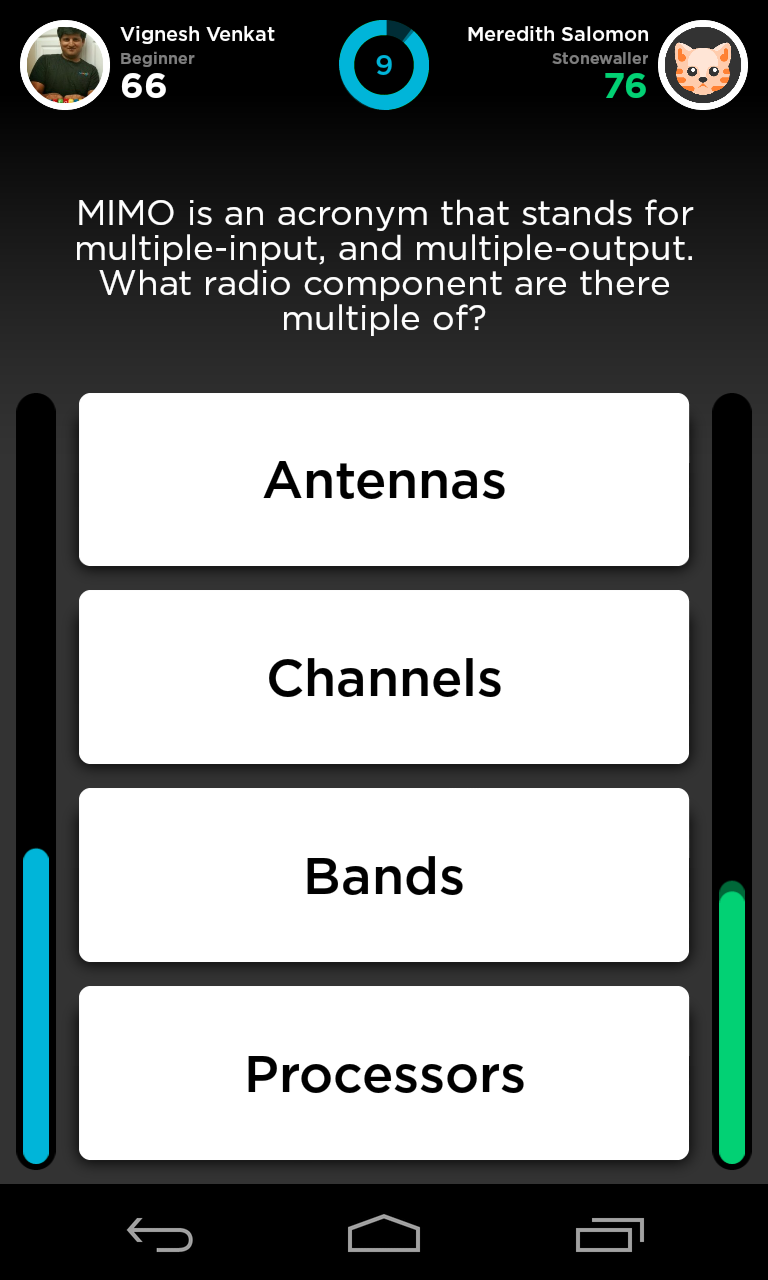 Vignesh Venkat
Beginner
66
9
Meredith Salomon
Stonewaller
76
MIMO is an acronym that stands for
multiple-input, and multiple-output.
What radio component are there
multiple of?
Antennas
Channels
Bands
Processors